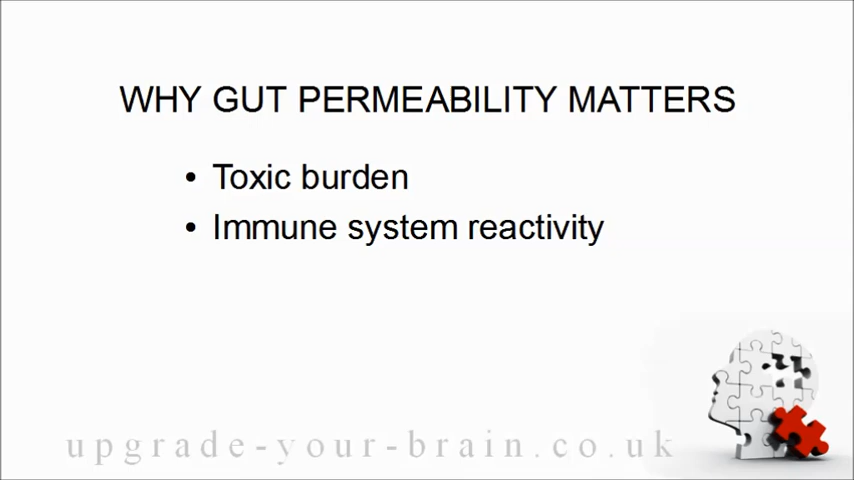 WHY GUT PERMEABILITY MATTERS
• Toxic burden
• Immune system reactivity
upgrade-your-brain.co.uk